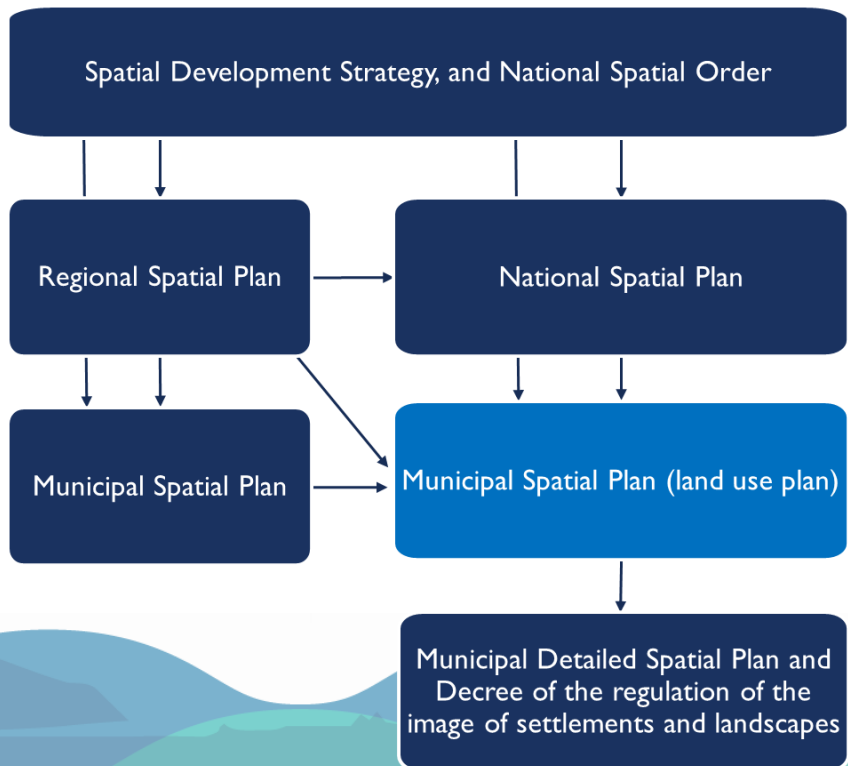 Spatial Development Strategy, and National Spatial Order
Regional Spatial Plan
National Spatial Plan
Municipal Spatial Plan
Municipal Spatial Plan (land use plan)
Municipal Detailed Spatial Plan and
Decree of the regulation of the
image of settlements and landscapes